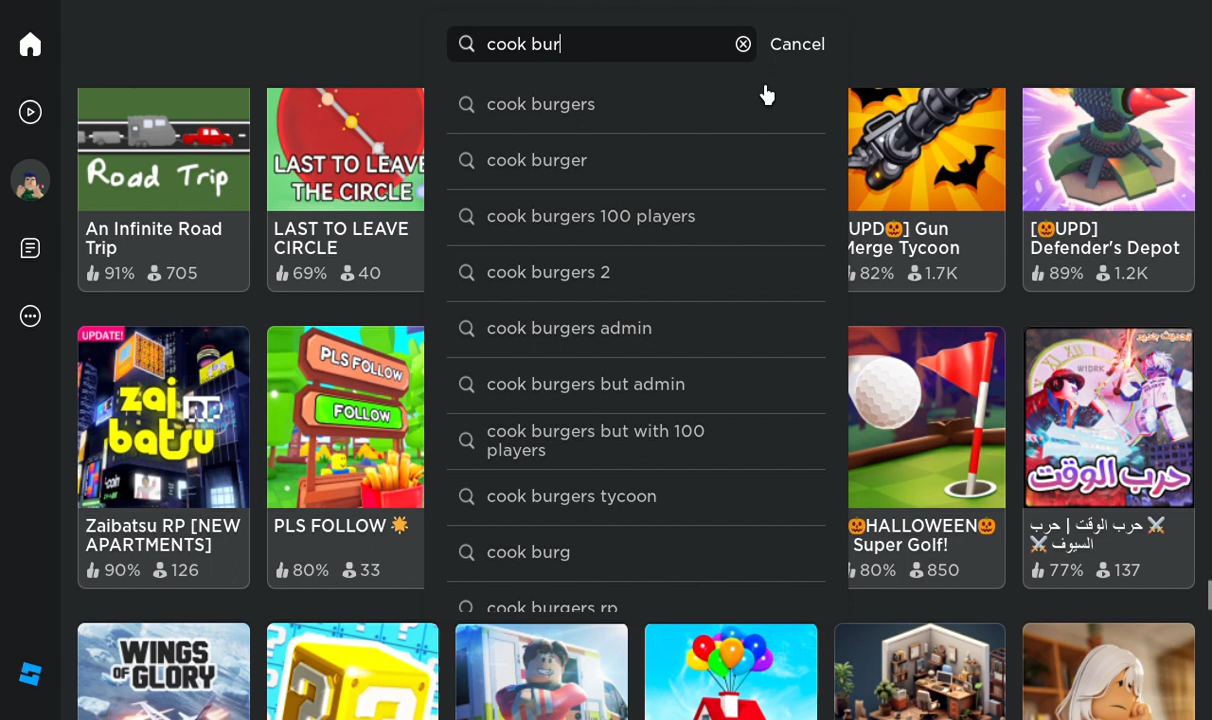 cook bur
Cancel
cook burgers
cook burger
cook burgers 100 players
cook burgers 2
cook burgers admin
cook burgers but admin
cook burgers but with 100
players
cook burgers tycoon
cook burg
cook burgers rp
Road Trip
An Infinite Road
Trip
91% 705
LAST TO LEAVE
THE CIRCLE
LAST TO LEAVE
CIRCLE
69% 40
UPD🎃] Gun
Merge Tycoon
82% 1.7K
[🎃UPD]
Defender's Depot
89% 1.2K
UPDATE!
zai
batsu
Zaibatsu RP [NEW
APARTMENTS]
90% 126
PLS FOLLOW
FOLLOW
PLS FOLLOW ☀️
80% 33
🎃HALLOWEEN🎃
Super Golf!
80% 850
W1DRK
حرب الوقت
⚔️ حرب الوقت | حرب
السيوف ⚔️
77% 137
WINGS
OF GLORY